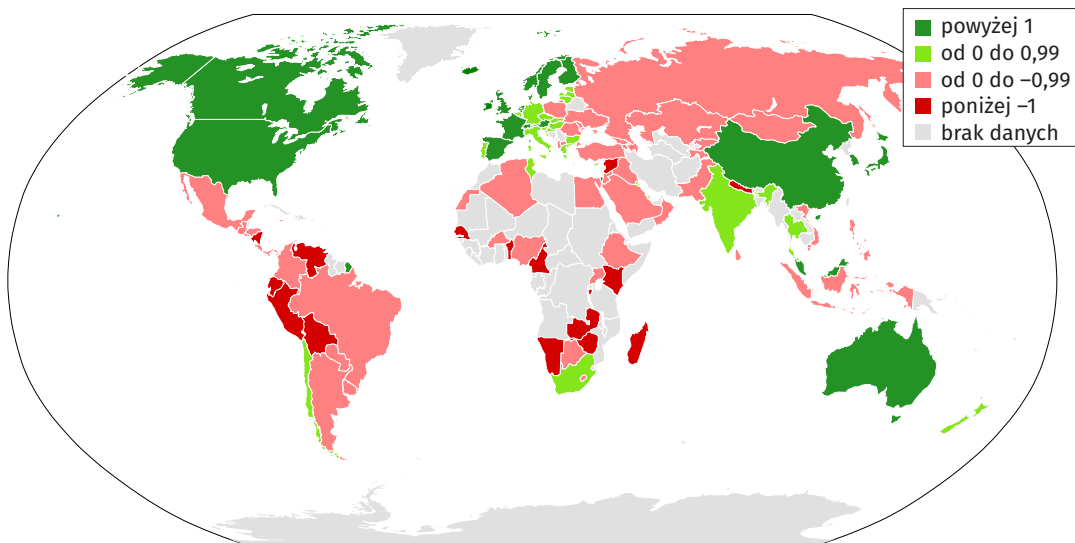 powyżej 1
od 0 do 0,99
od 0 do −0,99
poniżej −1
brak danych